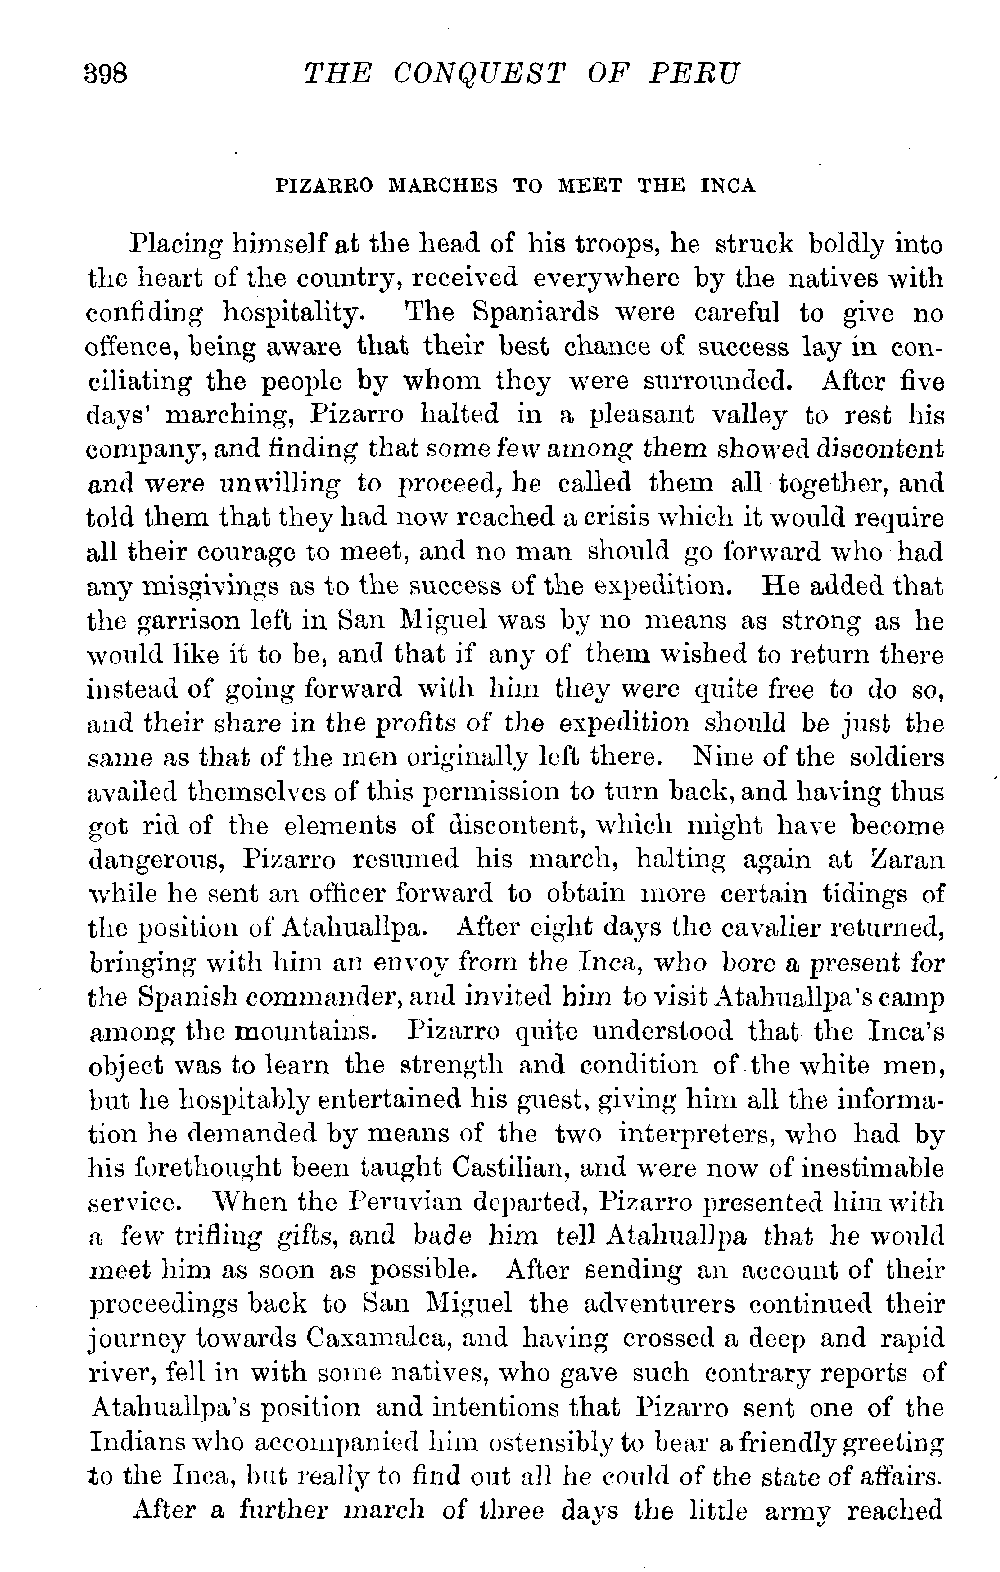 398 THE CONQUEST OF PERU
PIZARRO MARCHES TO MEET THE INCA
Placing himself at the head of his troops, he struck boldly into
the heart of the country, received everywhere by the natives with
confiding hospitality. The Spaniards were careful to give no
offence, being aware that their best chance of success lay in con-
ciliating the people by whom they were surrounded. After five
days' marching, Pizarro halted in a pleasant valley to rest his
company, and finding that some few among them showed discontent
and were unwilling to proceed, he called them all together, and
told them that they had now reached a crisis which it would require
all their courage to meet, and no man should go forward who had
any misgivings as to the success of the expedition. He added that
the garrison left in San Miguel was by no means as strong as he
would like it to be, and that if any of them wished to return there
instead of going forward with him they were quite free to do so,
and their share in the profits of the expedition should be just the
same as that of the men originally left there. Nine of the soldiers
availed themselves of this permission to turn back, and having thus
got rid of the elements of discontent, which might have become
dangerous, Pizarro resumed his march, halting again at Zaran
while he sent an officer forward to obtain more certain tidings of
the position of Atahuallpa. After eight days the cavalier returned,
bringing with him an envoy from the Inca, who bore a present for
the Spanish commander, and invited him to visit Atahuallpa's camp
among the mountains. Pizarro quite understood that the Inca's
object was to learn the strength and condition of the white men,
but he hospitably entertained his guest, giving him all the informa-
tion he demanded by means of the two interpreters, who had by
his forethought been taught Castilian, and were now of inestimable
service. When the Peruvian departed, Pizarro presented him with
a few trifling gifts, and bade him tell Atahuallpa that he would
meet him as soon as possible. After sending an account of their
proceedings back to San Miguel the adventurers continued their
journey towards Caxamalca, and having crossed a deep and rapid
river, fell in with some natives, who gave such contrary reports of
Atahuallpa's position and intentions that Pizarro sent one of the
Indians who accompanied him ostensibly to bear a friendly greeting
to the Inca, but really to find out all he could of the state of affairs.
After a further march of three days the little army reached